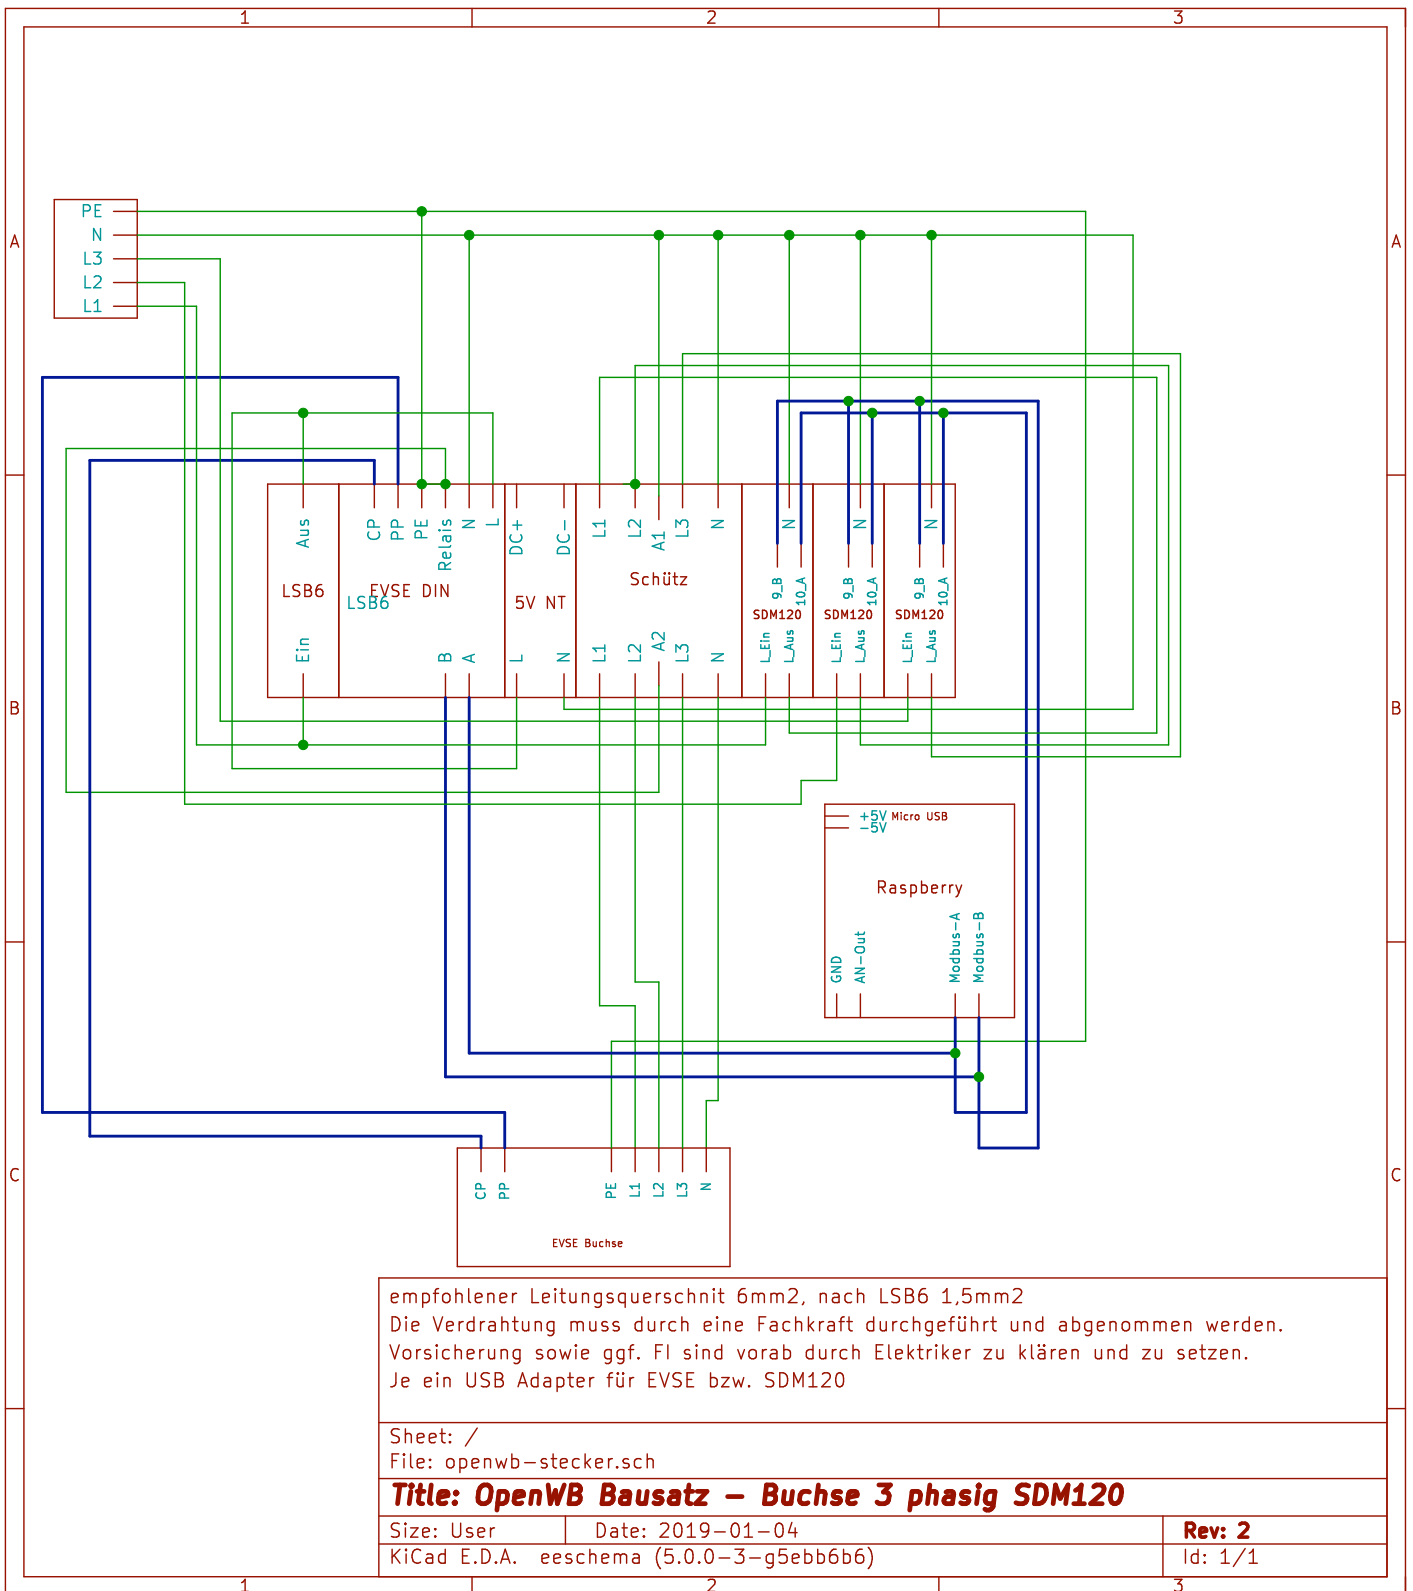 1 2 3
A A
PE
N
L3
L2
L1
Aus CP PP PE Relais N L DC+ DC- L1 L2 A1 L3 N N N N
LSB6 EVSE DIN 5V NT Schütz
LSB6
9_B 10_A 9_B 10_A 9_B 10_A
SDM120 SDM120 SDM120
Ein B A L N L1 L2 A2 L3 N L_Ein L_Aus L_Ein L_Aus L_Ein L_Aus
B B
+5V Micro USB
-5V
Raspberry
GND AN-Out Modbus-A Modbus-B
C C
CP PP PE L1 L2 L3 N
EVSE Buchse
empfohlener Leitungsquerschnit 6mm2, nach LSB6 1,5mm2
Die Verdrahtung muss durch eine Fachkraft durchgeführt und abgenommen werden.
Vorsicherung sowie ggf. FI sind vorab durch Elektriker zu klären und zu setzen.
Je ein USB Adapter für EVSE bzw. SDM120
Sheet: /
File: openwb-stecker.sch
Title: OpenWB Bausatz - Buchse 3 phasig SDM120
Size: User Date: 2019-01-04 Rev: 2
KiCad E.D.A. eeschema (5.0.0-3-g5ebb6b6) Id: 1/1
1 2 3